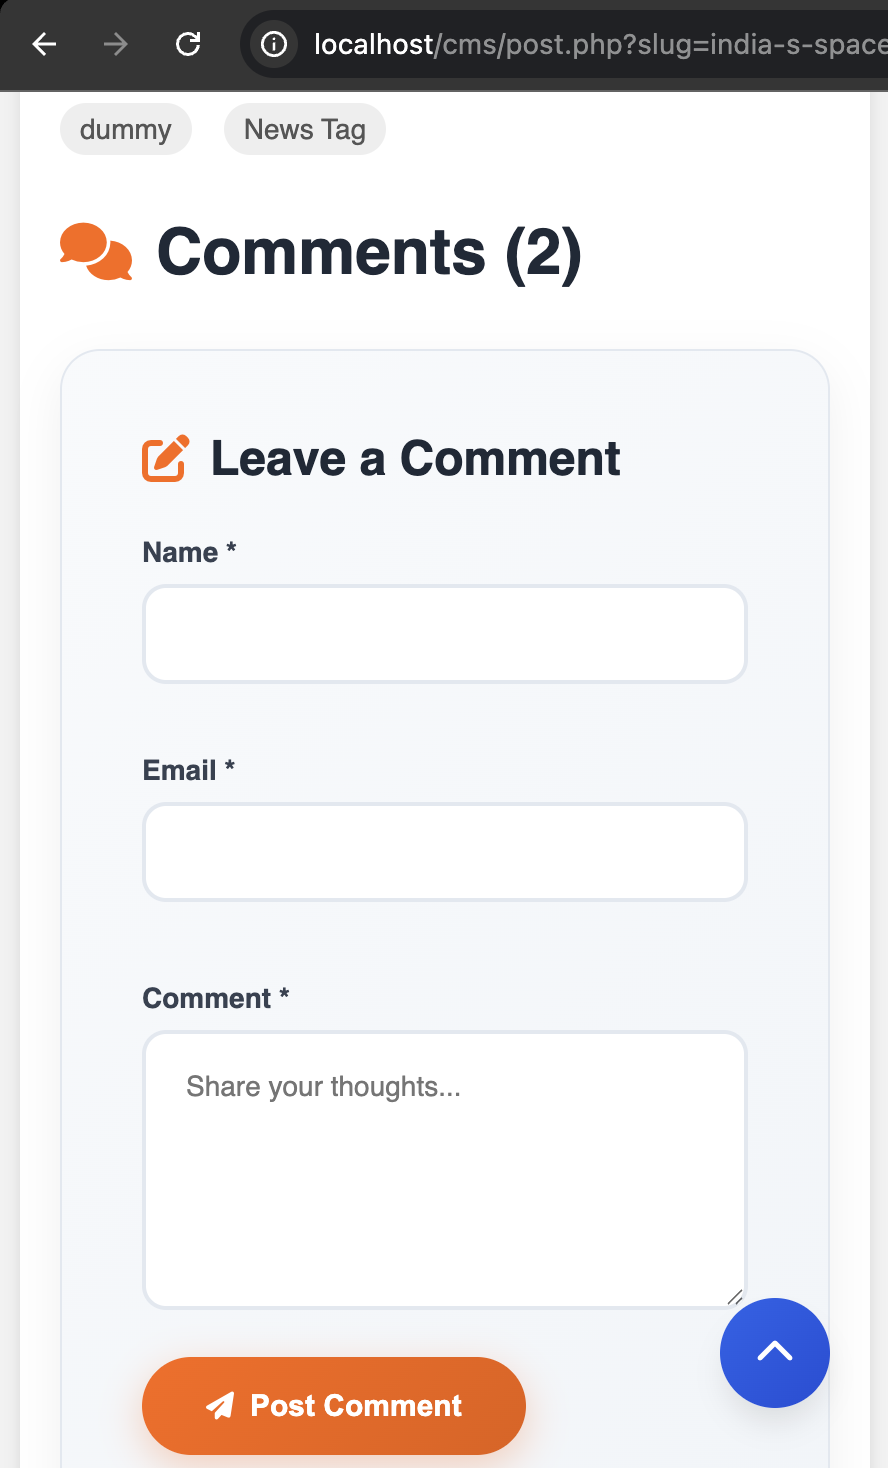 localhost/cms/post.php?slug=india-s-space
dummy News Tag
Comments (2)
Leave a Comment
Name *
Email *
Comment *
Share your thoughts...
Post Comment